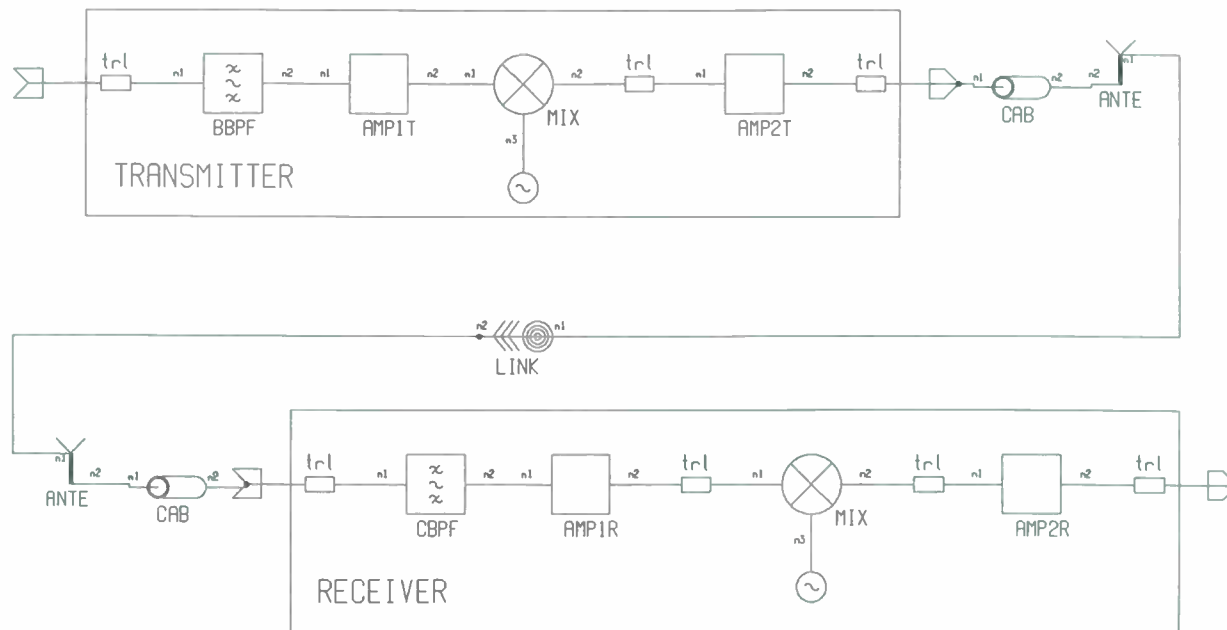 trl trl trl
n1 n2 n1 n2 n1 n2 n1 n2 n1 n2 n2 n1
BBPF AMP1T MIX AMP2T CAB ANTE
n3
TRANSMITTER
n2 n1
LINK
trl trl trl trl
n1 n2 n1 n2 n1 n2 n1 n2 n1 n2 n1 n2
ANTE CAB CBPF AMP1R MIX AMP2R
n3
RECEIVER